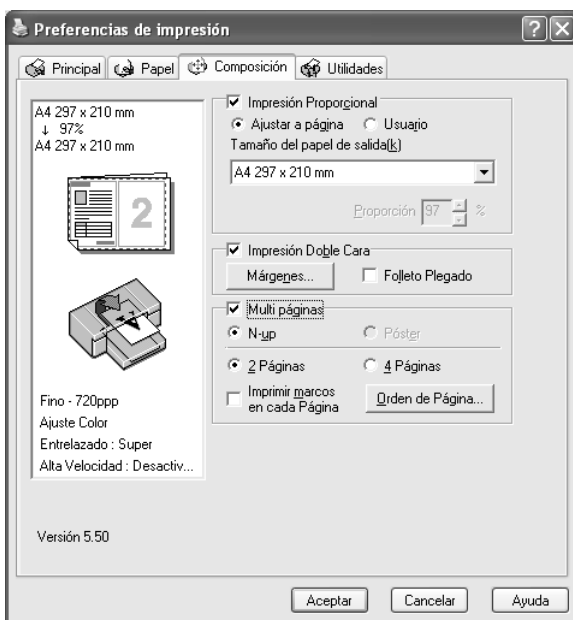 Preferencias de impresión
Principal
Papel
Composición
Utilidades
A4 297 x 210 mm
↓ 97%
A4 297 x 210 mm
2
Fino - 720ppp
Ajuste Color
Entrelazado : Super
Alta Velocidad : Desactiv...
Impresión Proporcional
Ajustar a página
Usuario
Tamaño del papel de salida(k)
A4 297 x 210 mm
Proporción 97 %
Impresión Doble Cara
Márgenes...
Folleto Plegado
Multi páginas
N-up
Póster
2 Páginas
4 Páginas
Imprimir marcos
en cada Página
Orden de Página...
Versión 5.50
Aceptar
Cancelar
Ayuda